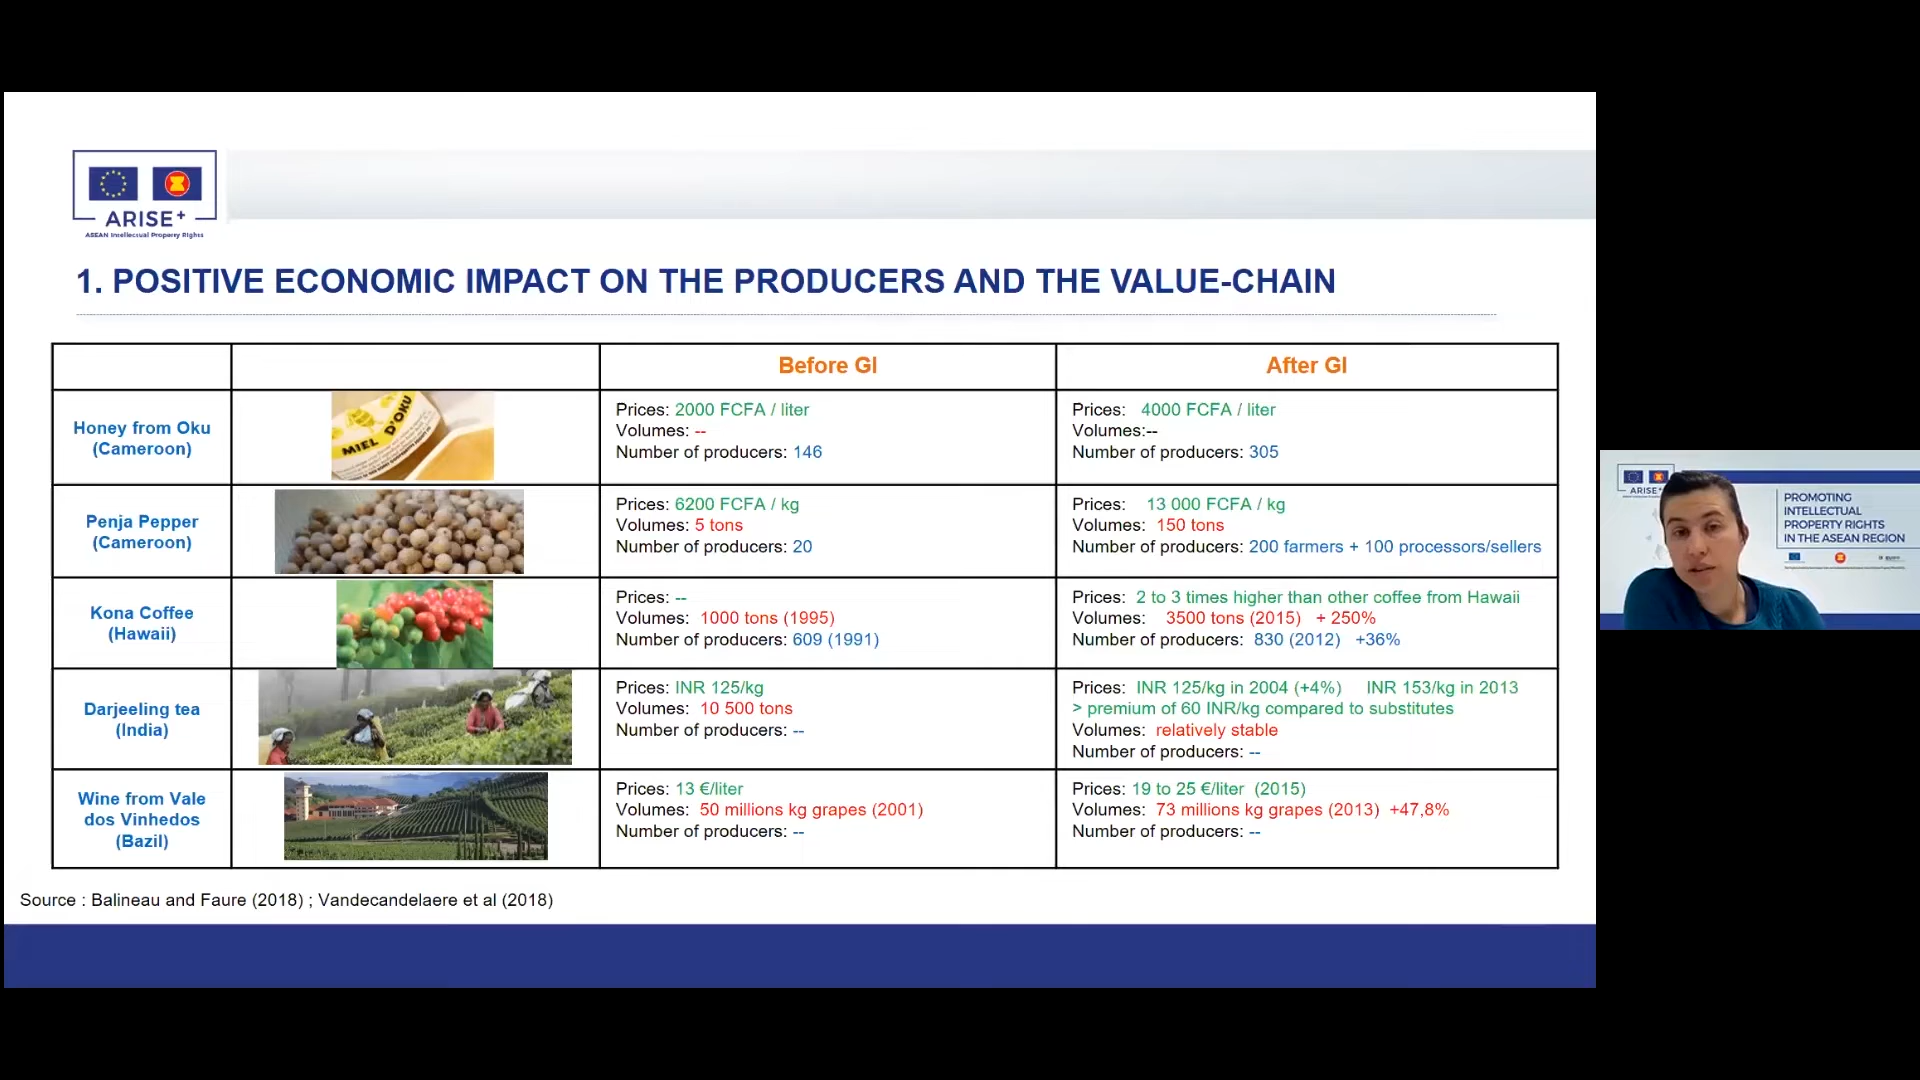 ARISE+
ASEAN Intellectual Property Rights
1. POSITIVE ECONOMIC IMPACT ON THE PRODUCERS AND THE VALUE-CHAIN
Before GI
After GI
Honey from Oku
(Cameroon)
MIEL D'OKU
Prices: 2000 FCFA / liter
Volumes: --
Number of producers: 146
Prices: 4000 FCFA / liter
Volumes:--
Number of producers: 305
Penja Pepper
(Cameroon)
Prices: 6200 FCFA / kg
Volumes: 5 tons
Number of producers: 20
Prices: 13 000 FCFA / kg
Volumes: 150 tons
Number of producers: 200 farmers + 100 processors/sellers
Kona Coffee
(Hawaii)
Prices: --
Volumes: 1000 tons (1995)
Number of producers: 609 (1991)
Prices: 2 to 3 times higher than other coffee from Hawaii
Volumes: 3500 tons (2015) + 250%
Number of producers: 830 (2012) +36%
Darjeeling tea
(India)
Prices: INR 125/kg
Volumes: 10 500 tons
Number of producers: --
Prices: INR 125/kg in 2004 (+4%) INR 153/kg in 2013
> premium of 60 INR/kg compared to substitutes
Volumes: relatively stable
Number of producers: --
Wine from Vale
dos Vinhedos
(Bazil)
Prices: 13 €/liter
Volumes: 50 millions kg grapes (2001)
Number of producers: --
Prices: 19 to 25 €/liter (2015)
Volumes: 73 millions kg grapes (2013) +47,8%
Number of producers: --
Source : Balineau and Faure (2018) ; Vandecandelaere et al (2018)
ARISE+
PROMOTING
INTELLECTUAL
PROPERTY RIGHTS
IN THE ASEAN REGION